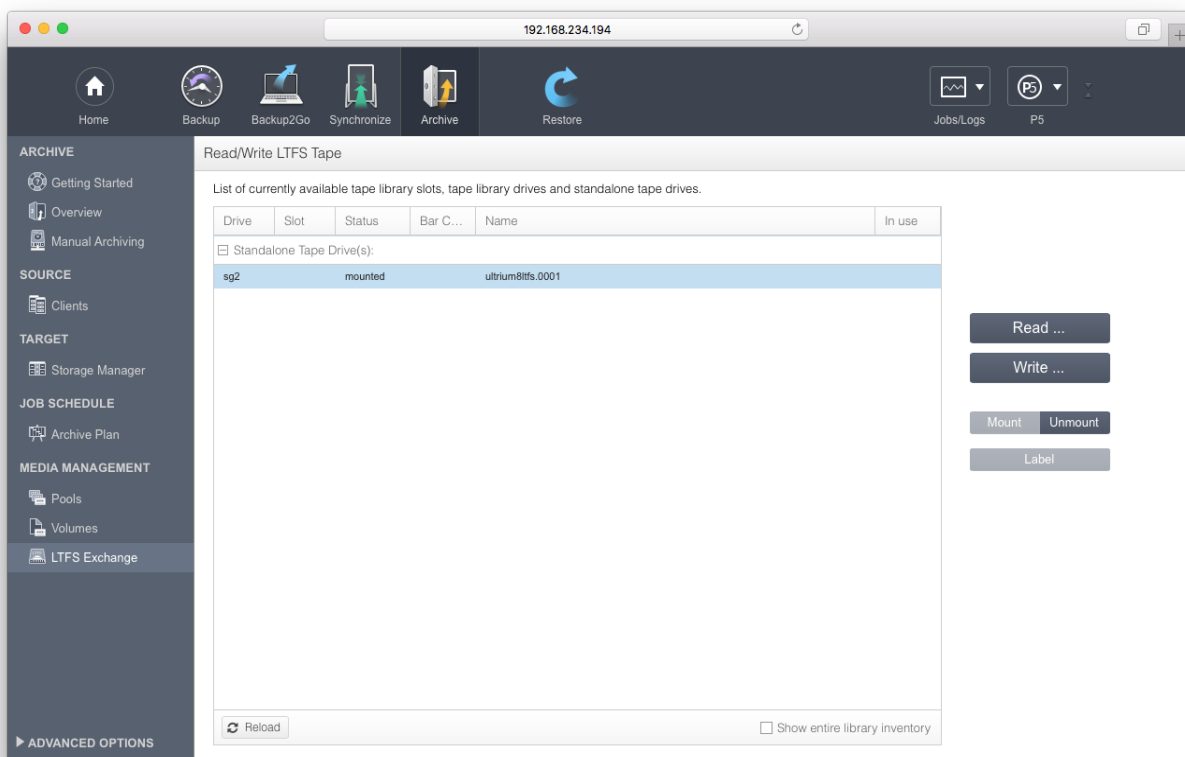 192.168.234.194
Home
Backup
Backup2Go
Synchronize
Archive
Restore
Jobs/Logs
P5
P5
ARCHIVE
Getting Started
Overview
Manual Archiving
SOURCE
Clients
TARGET
Storage Manager
JOB SCHEDULE
Archive Plan
MEDIA MANAGEMENT
Pools
Volumes
LTFS Exchange
ADVANCED OPTIONS
Read/Write LTFS Tape
List of currently available tape library slots, tape library drives and standalone tape drives.
Drive Slot Status Bar C... Name In use
Standalone Tape Drive(s):
sg2 mounted ultrium8ltfs.0001
Reload Show entire library inventory
Read ...
Write ...
Mount Unmount
Label